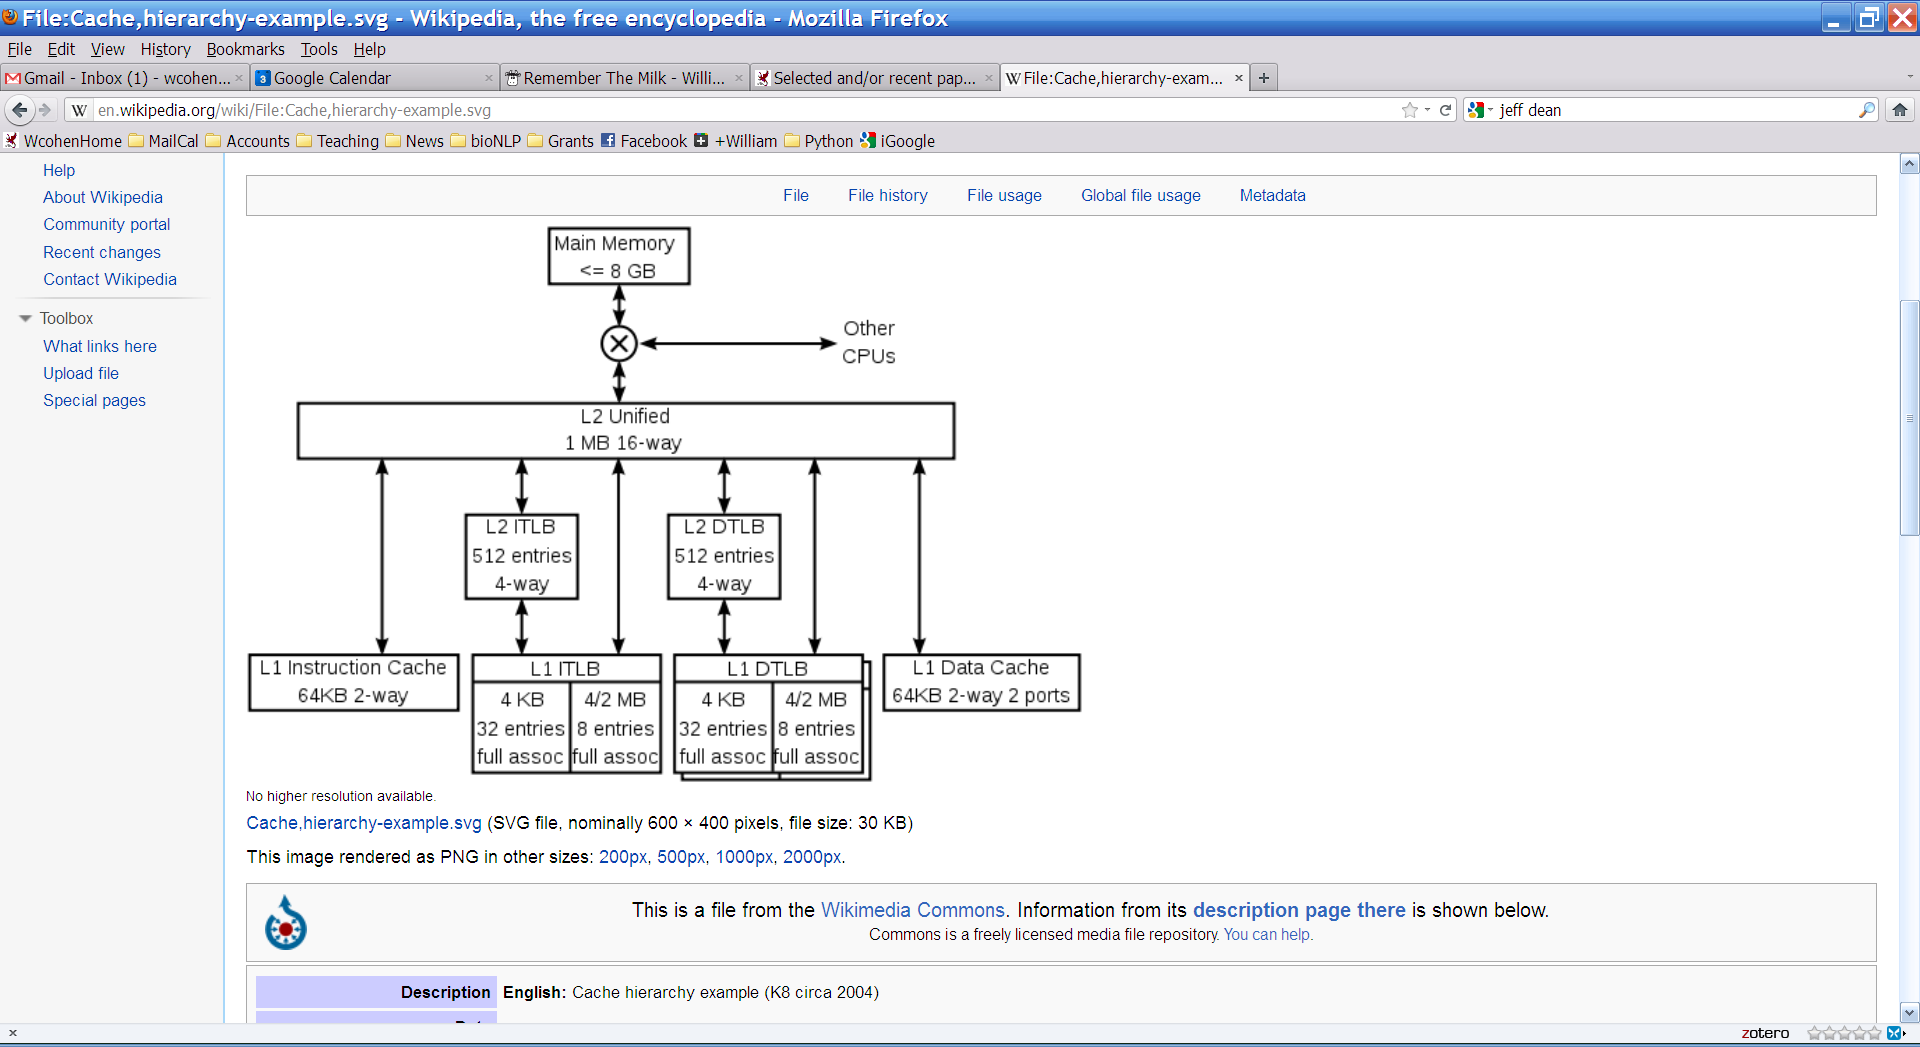 File:Cache,hierarchy-example.svg - Wikipedia, the free encyclopedia - Mozilla Firefox
File Edit View History Bookmarks Tools Help
Gmail - Inbox (1) - wcohen... Google Calendar Remember The Milk - Willi... Selected and/or recent pap... File:Cache,hierarchy-exam...
en.wikipedia.org/wiki/File:Cache,hierarchy-example.svg jeff dean
WcohenHome MailCal Accounts Teaching News bioNLP Grants Facebook +William Python iGoogle
Help
About Wikipedia
Community portal
Recent changes
Contact Wikipedia
Toolbox
What links here
Upload file
Special pages
File File history File usage Global file usage Metadata
Main Memory
<= 8 GB
Other
CPUs
L2 Unified
1 MB 16-way
L2 ITLB
512 entries
4-way
L2 DTLB
512 entries
4-way
L1 Instruction Cache
64KB 2-way
L1 ITLB
4 KB
32 entries
full assoc
4/2 MB
8 entries
full assoc
L1 DTLB
4 KB
32 entries
full assoc
4/2 MB
8 entries
full assoc
L1 Data Cache
64KB 2-way 2 ports
No higher resolution available.
Cache,hierarchy-example.svg (SVG file, nominally 600 × 400 pixels, file size: 30 KB)
This image rendered as PNG in other sizes: 200px, 500px, 1000px, 2000px.
This is a file from the Wikimedia Commons. Information from its description page there is shown below.
Commons is a freely licensed media file repository. You can help.
Description English: Cache hierarchy example (K8 circa 2004)
zotero